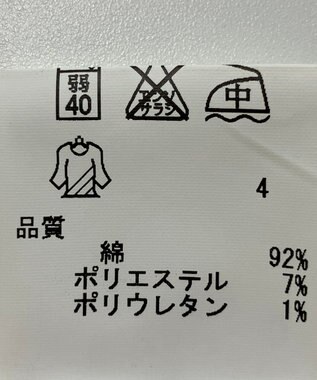 弱
40
エンソ
サラシ
中
4
品質
綿 92%
ポリエステル 7%
ポリウレタン 1%